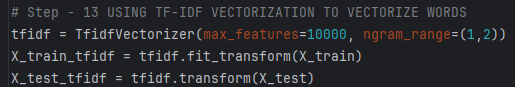 # Step - 13 USING TF-IDF VECTORIZATION TO VECTORIZE WORDS
tfidf = TfidfVectorizer(max_features=10000, ngram_range=(1,2))
X_train_tfidf = tfidf.fit_transform(X_train)
X_test_tfidf = tfidf.transform(X_test)